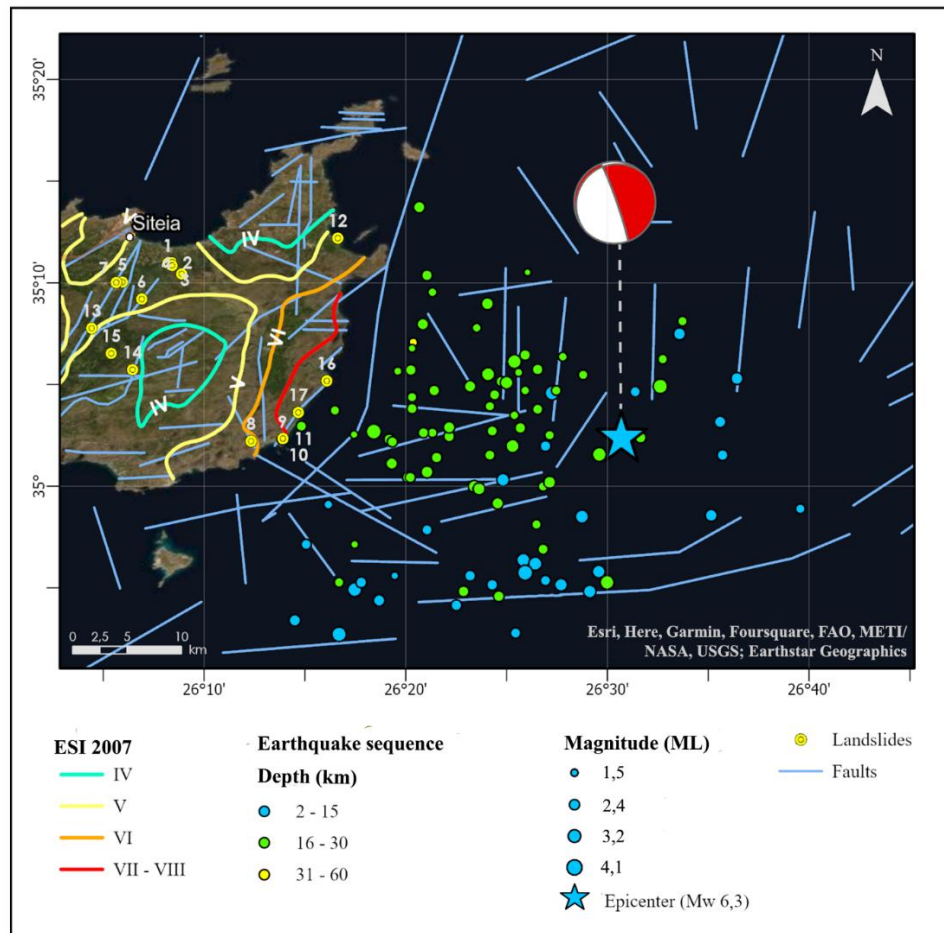 N
35°20'
35°10'
35°
V
Siteia
IV
12
1
4
2
3
7
5
6
13
15
14
VI
V
IV
16
17
8
9
11
10
0 2,5 5 10
km
Esri, Here, Garmin, Foursquare, FAO, METI/
NASA, USGS; Earthstar Geographics
26°10' 26°20' 26°30' 26°40'
ESI 2007
IV
V
VI
VII - VIII
Earthquake sequence
Depth (km)
2 - 15
16 - 30
31 - 60
Magnitude (ML)
1,5
2,4
3,2
4,1
Epicenter (Mw 6,3)
Landslides
Faults